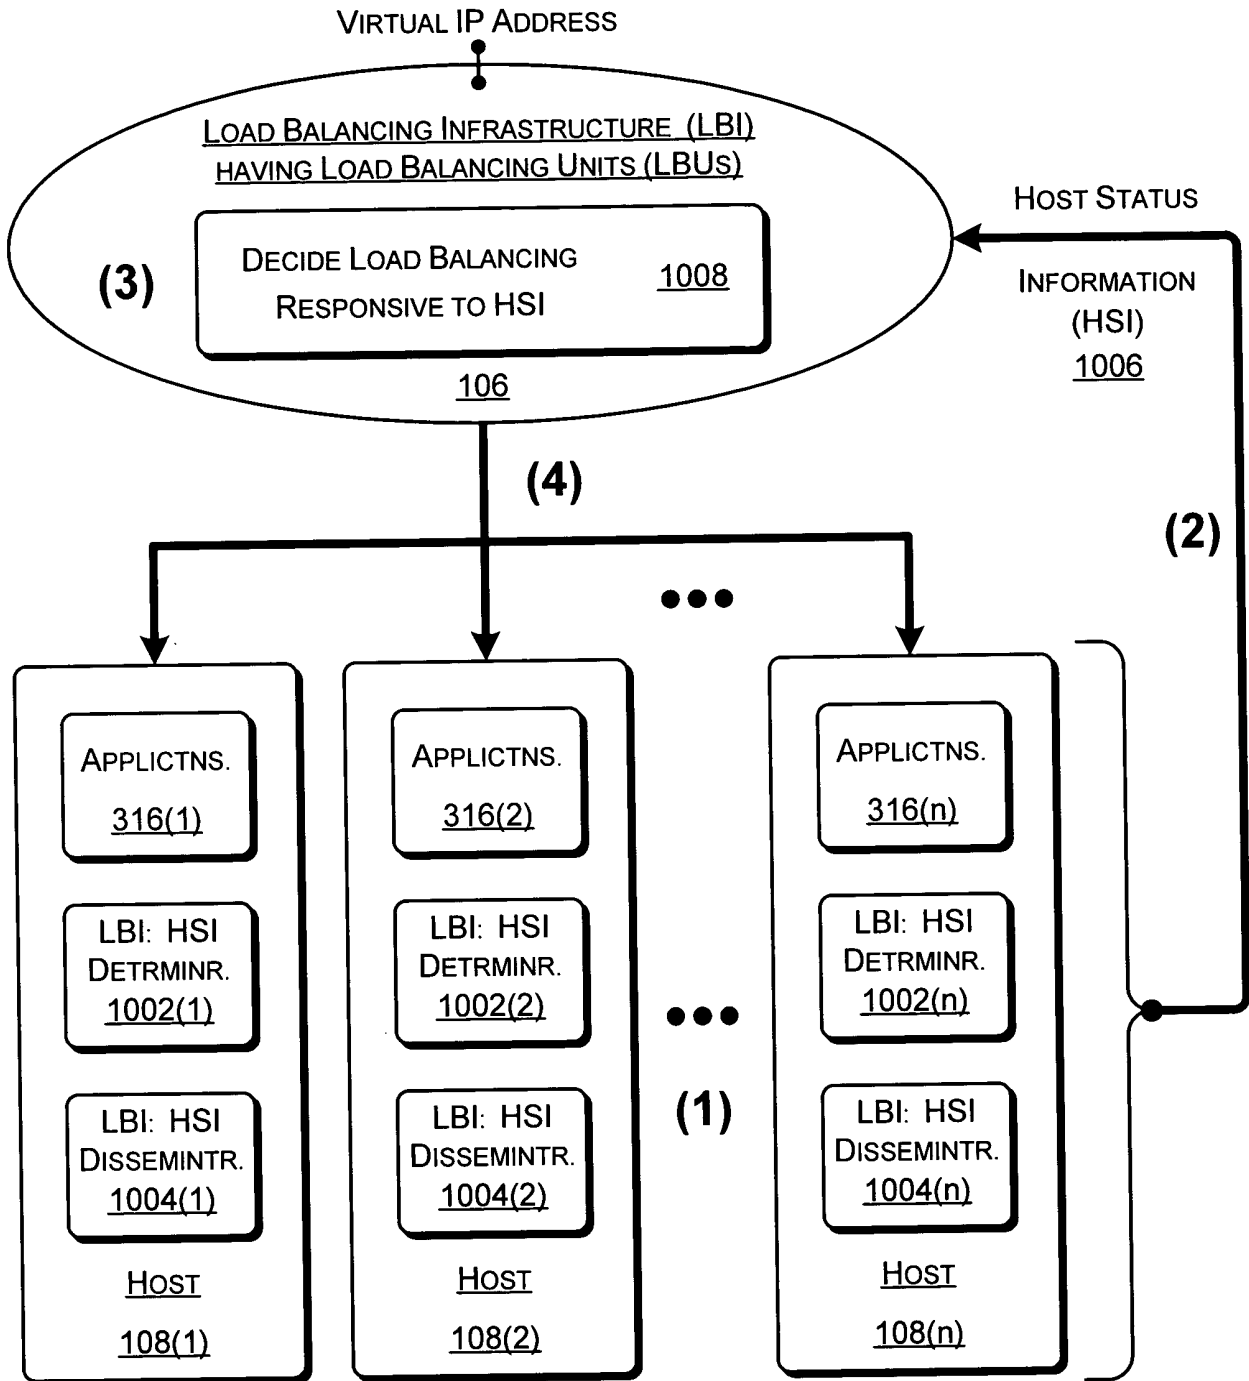 VIRTUAL IP ADDRESS
LOAD BALANCING INFRASTRUCTURE (LBI)
HAVING LOAD BALANCING UNITS (LBUS)
(3)
DECIDE LOAD BALANCING
RESPONSIVE TO HSI
1008
106
HOST STATUS
INFORMATION
(HSI)
1006
(4)
(2)
APPLICTNS.
316(1)
LBI: HSI
DETRMINR.
1002(1)
LBI: HSI
DISSEMINTR.
1004(1)
HOST
108(1)
APPLICTNS.
316(2)
LBI: HSI
DETRMINR.
1002(2)
LBI: HSI
DISSEMINTR.
1004(2)
HOST
108(2)
(1)
APPLICTNS.
316(n)
LBI: HSI
DETRMINR.
1002(n)
LBI: HSI
DISSEMINTR.
1004(n)
HOST
108(n)